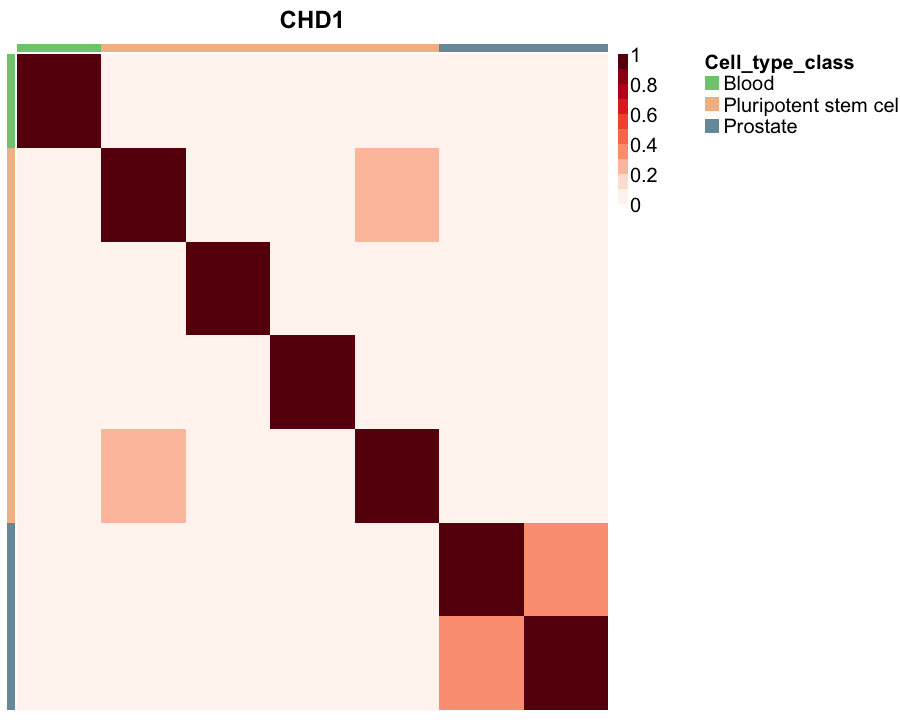 CHD1
1
0.8
0.6
0.4
0.2
0
Cell_type_class
Blood
Pluripotent stem cel
Prostate